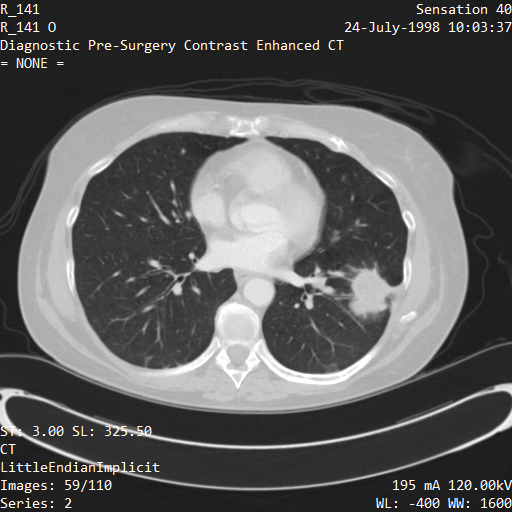 R_141
Sensation 40
R_141 O
24-July-1998 10:03:37
Diagnostic Pre-Surgery Contrast Enhanced CT
= NONE =
ST: 3.00 SL: 325.50
CT
LittleEndianImplicit
Images: 59/110
195 mA 120.00kV
Series: 2
WL: -400 WW: 1600